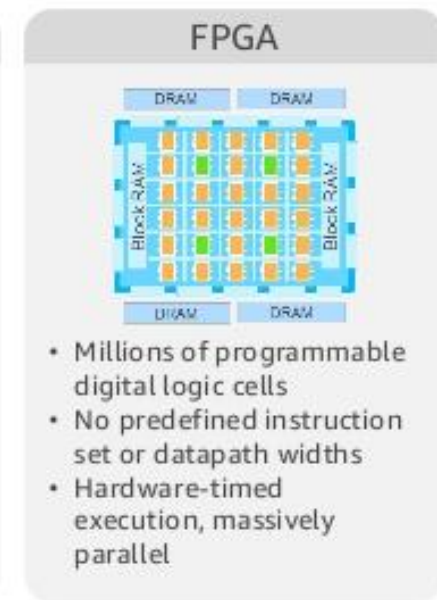 FPGA
DRAM DRAM
Block RAM
Block RAM
DRAM DRAM
• Millions of programmable
digital logic cells
• No predefined instruction
set or datapath widths
• Hardware-timed
execution, massively
parallel